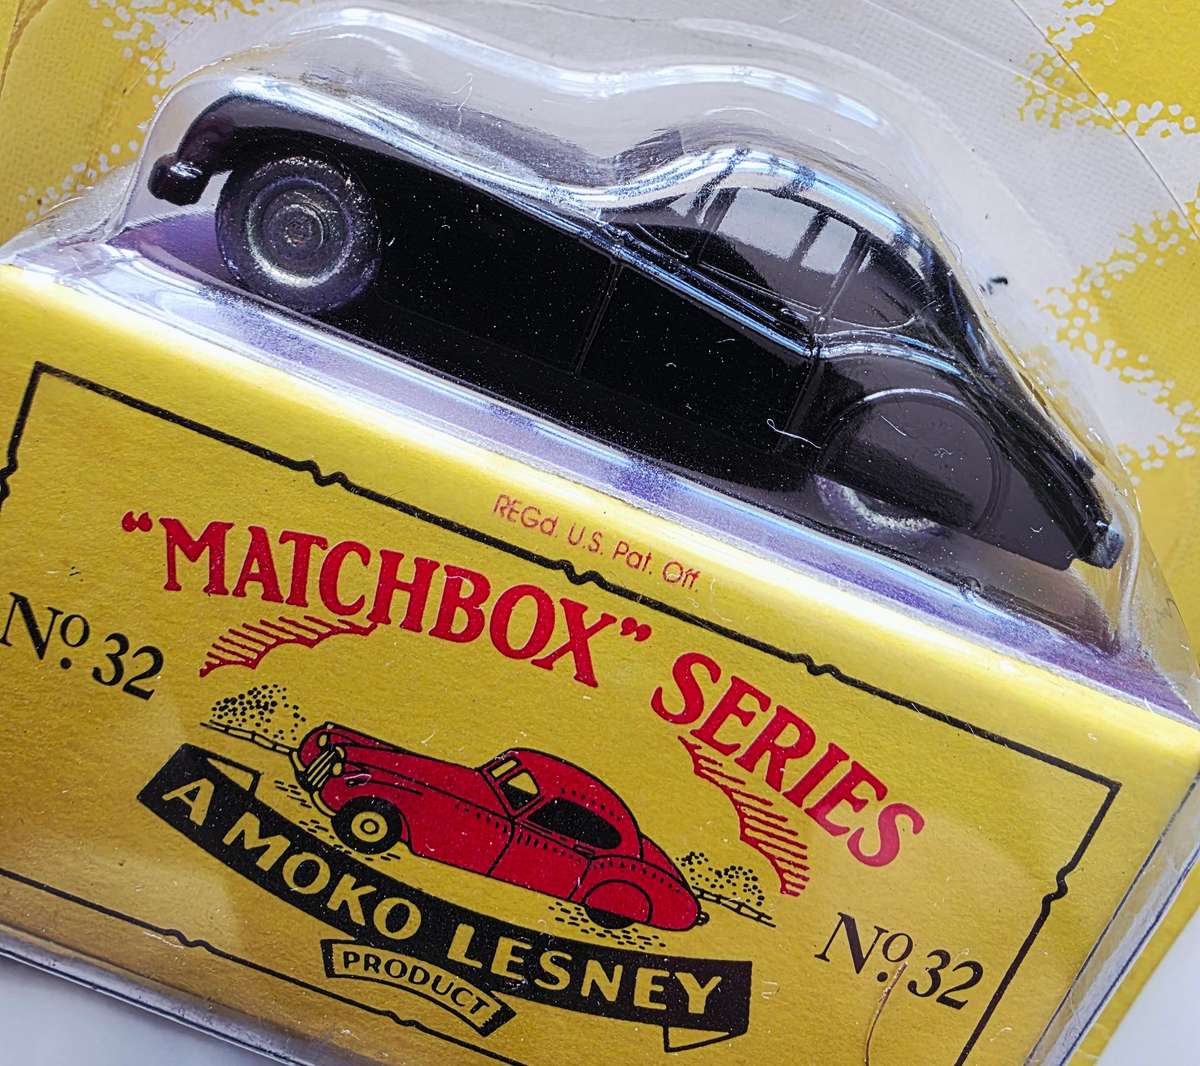 REGd. U.S. Pat. Off.
"MATCHBOX" SERIES
Nº. 32
A MOKO LESNEY
PRODUCT
Nº. 32